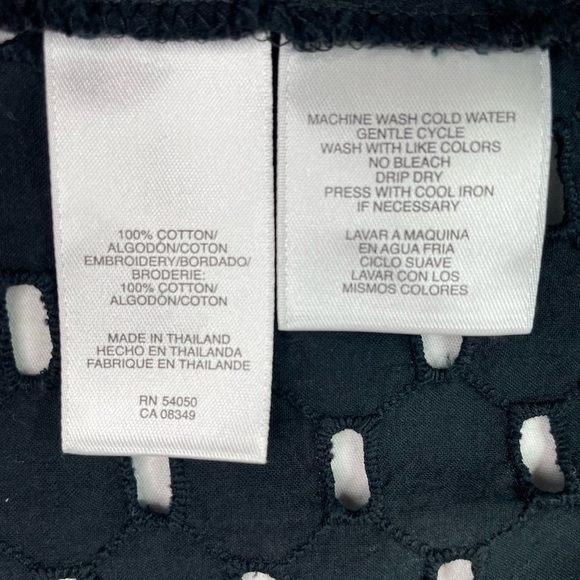 100% COTTON/
ALGODÓN/COTON
EMBROIDERY/BORDADO/
BRODERIE:
100% COTTON/
ALGODÓN/COTON
MADE IN THAILAND
HECHO EN THAILANDA
FABRIQUE EN THAILANDE
RN 54050
CA 08349
MACHINE WASH COLD WATER
GENTLE CYCLE
WASH WITH LIKE COLORS
NO BLEACH
DRIP DRY
PRESS WITH COOL IRON
IF NECESSARY
LAVAR A MAQUINA
EN AGUA FRIA
CICLO SUAVE
LAVAR CON LOS
MISMOS COLORES